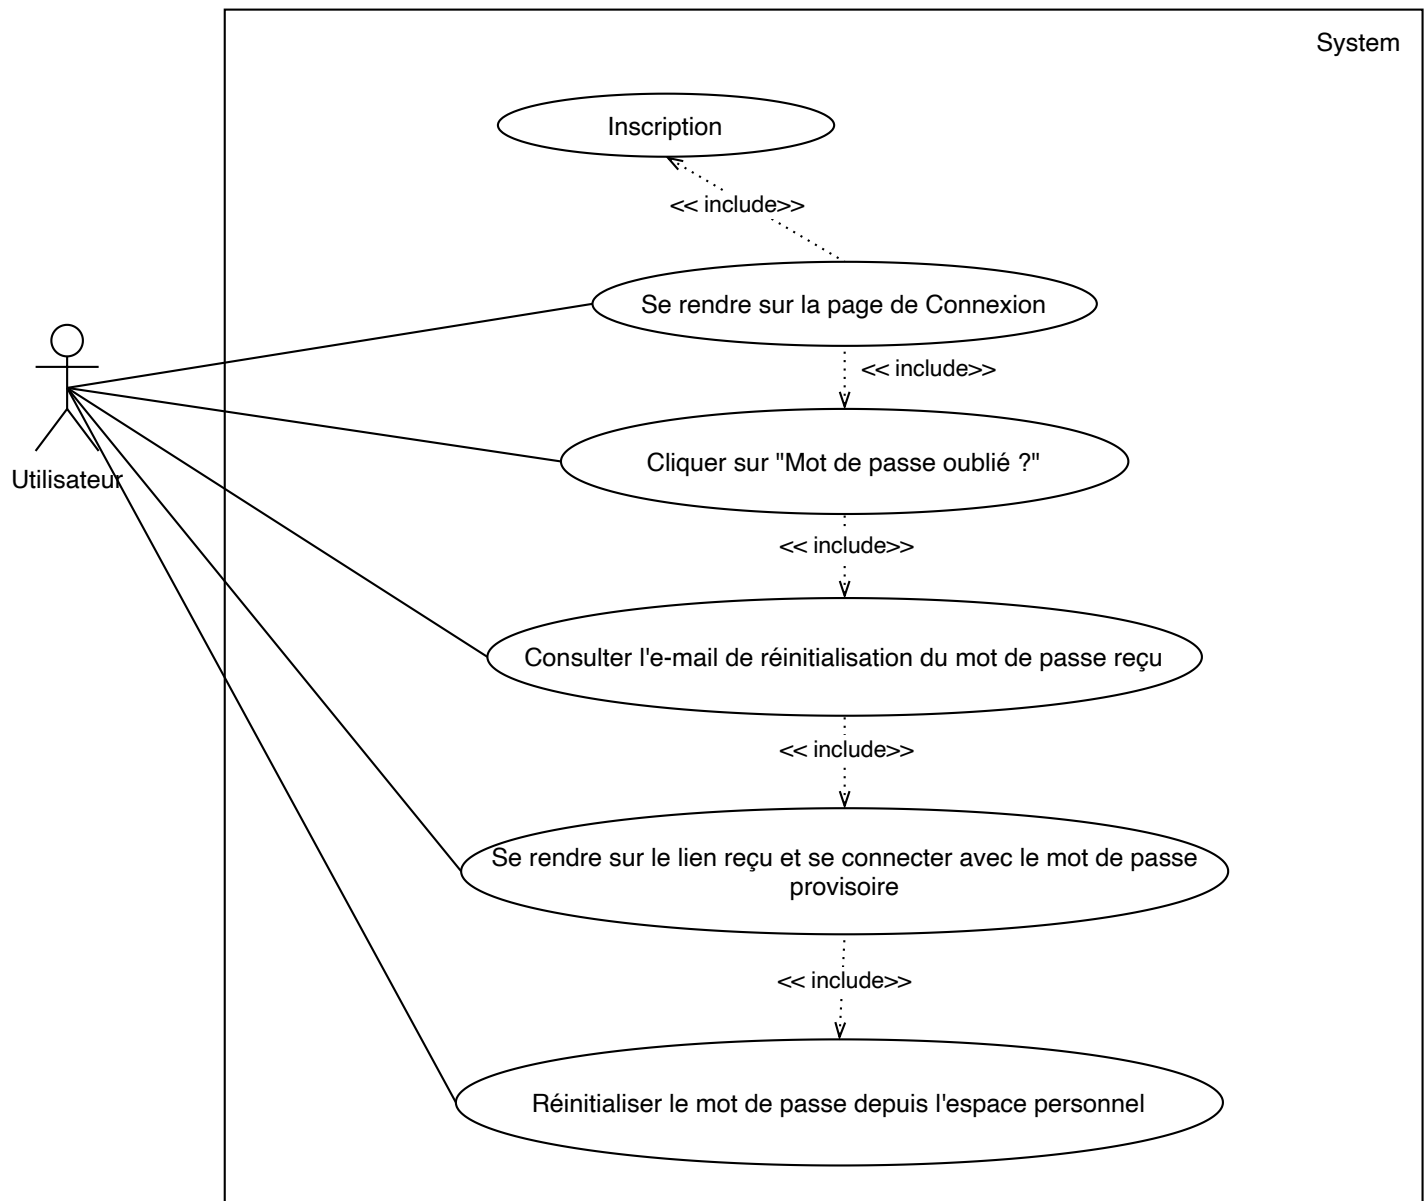 System
Inscription
<< include>>
Se rendre sur la page de Connexion
<< include>>
Cliquer sur "Mot de passe oublié ?"
Utilisateur
<< include>>
Consulter l'e-mail de réinitialisation du mot de passe reçu
<< include>>
Se rendre sur le lien reçu et se connecter avec le mot de passe
provisoire
<< include>>
Réinitialiser le mot de passe depuis l'espace personnel